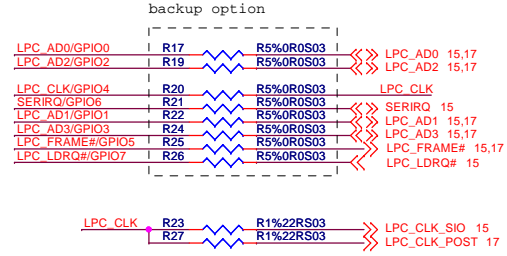 backup option
LPC_AD0/GPIO0 R17 R5%0R0S03 LPC_AD0 15,17
LPC_AD2/GPIO2 R19 R5%0R0S03 LPC_AD2 15,17
LPC_CLK/GPIO4 R20 R5%0R0S03 LPC_CLK
SERIRQ/GPIO6 R21 R5%0R0S03 SERIRQ 15
LPC_AD1/GPIO1 R22 R5%0R0S03 LPC_AD1 15,17
LPC_AD3/GPIO3 R24 R5%0R0S03 LPC_AD3 15,17
LPC_FRAME#/GPIO5 R25 R5%0R0S03 LPC_FRAME# 15,17
LPC_LDRQ#/GPIO7 R26 R5%0R0S03 LPC_LDRQ# 15
LPC_CLK R23 R1%22RS03 LPC_CLK_SIO 15
R27 R1%22RS03 LPC_CLK_POST 17